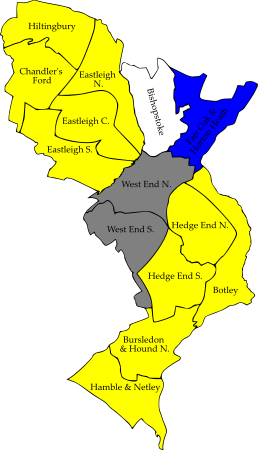 Hiltingbury
Chandler's
Ford
Eastleigh
N.
Bishopstoke
Fair Oak &
Horton Heath
Eastleigh C.
Eastleigh S.
West End N.
West End S.
Hedge End N.
Hedge End S.
Botley
Bursledon
& Hound N.
Hamble & Netley